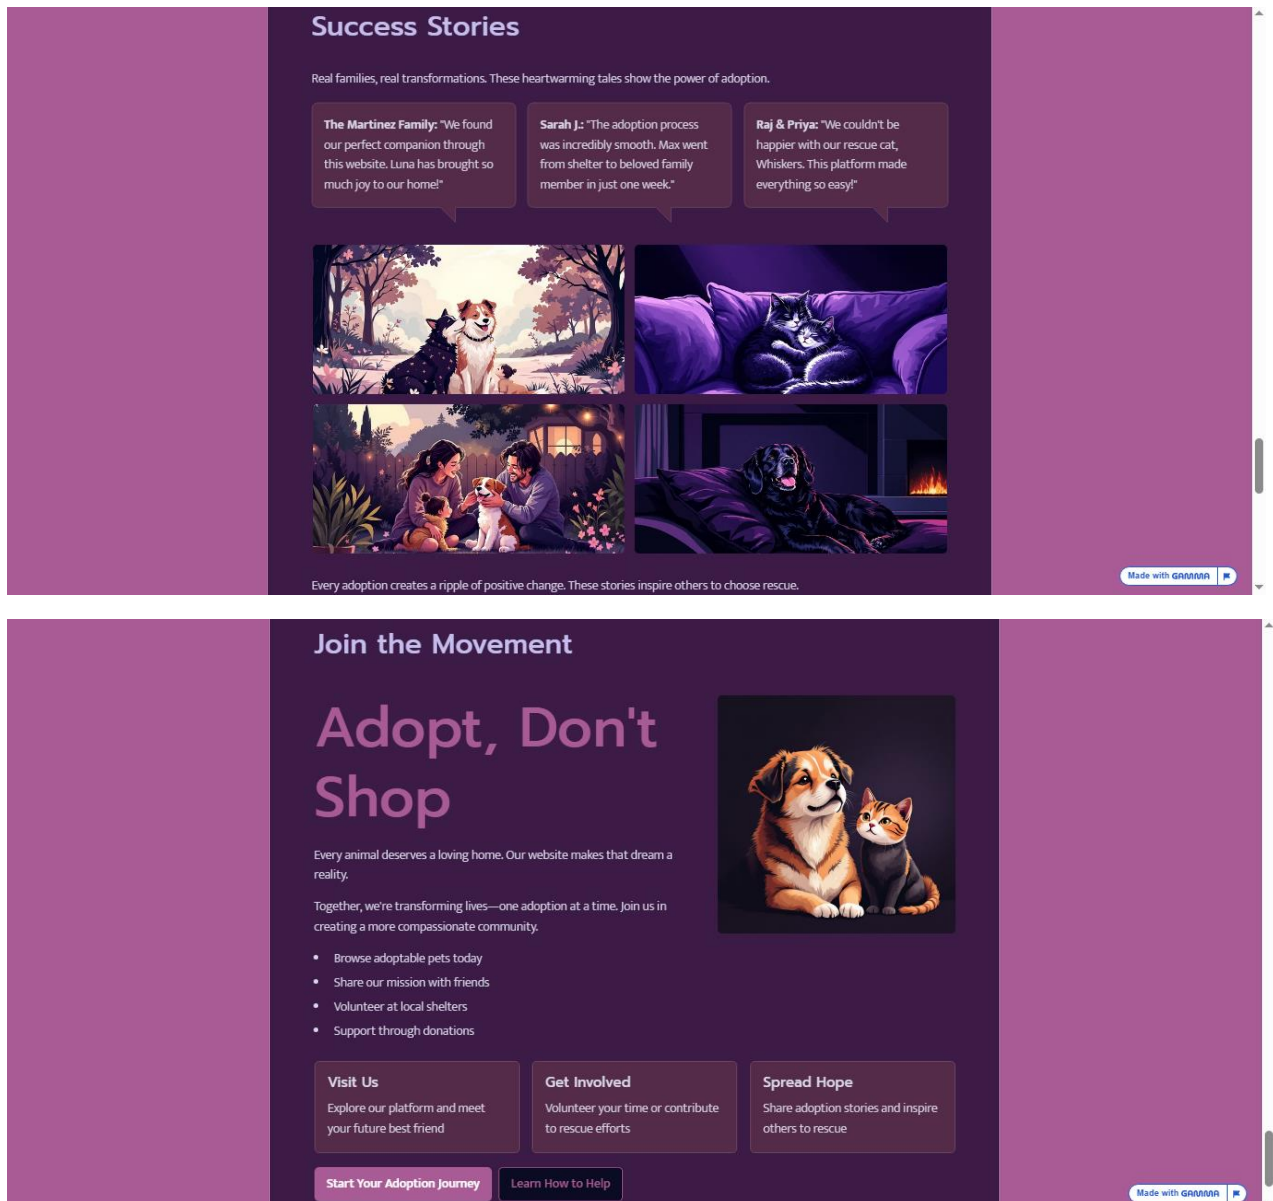 Success Stories
Real families, real transformations. These heartwarming tales show the power of adoption.
The Martinez Family: "We found
our perfect companion through
this website. Luna has brought so
much joy to our home!"
Sarah J.: "The adoption process
was incredibly smooth. Max went
from shelter to beloved family
member in just one week."
Raj & Priya: "We couldn't be
happier with our rescue cat,
Whiskers. This platform made
everything so easy!"
Every adoption creates a ripple of positive change. These stories inspire others to choose rescue.
Made with GAMMA
Join the Movement
Adopt, Don't
Shop
Every animal deserves a loving home. Our website makes that dream a
reality.
Together, we're transforming lives—one adoption at a time. Join us in
creating a more compassionate community.
• Browse adoptable pets today
• Share our mission with friends
• Volunteer at local shelters
• Support through donations
Visit Us
Explore our platform and meet
your future best friend
Get Involved
Volunteer your time or contribute
to rescue efforts
Spread Hope
Share adoption stories and inspire
others to rescue
Start Your Adoption Journey
Learn How to Help
Made with GAMMA